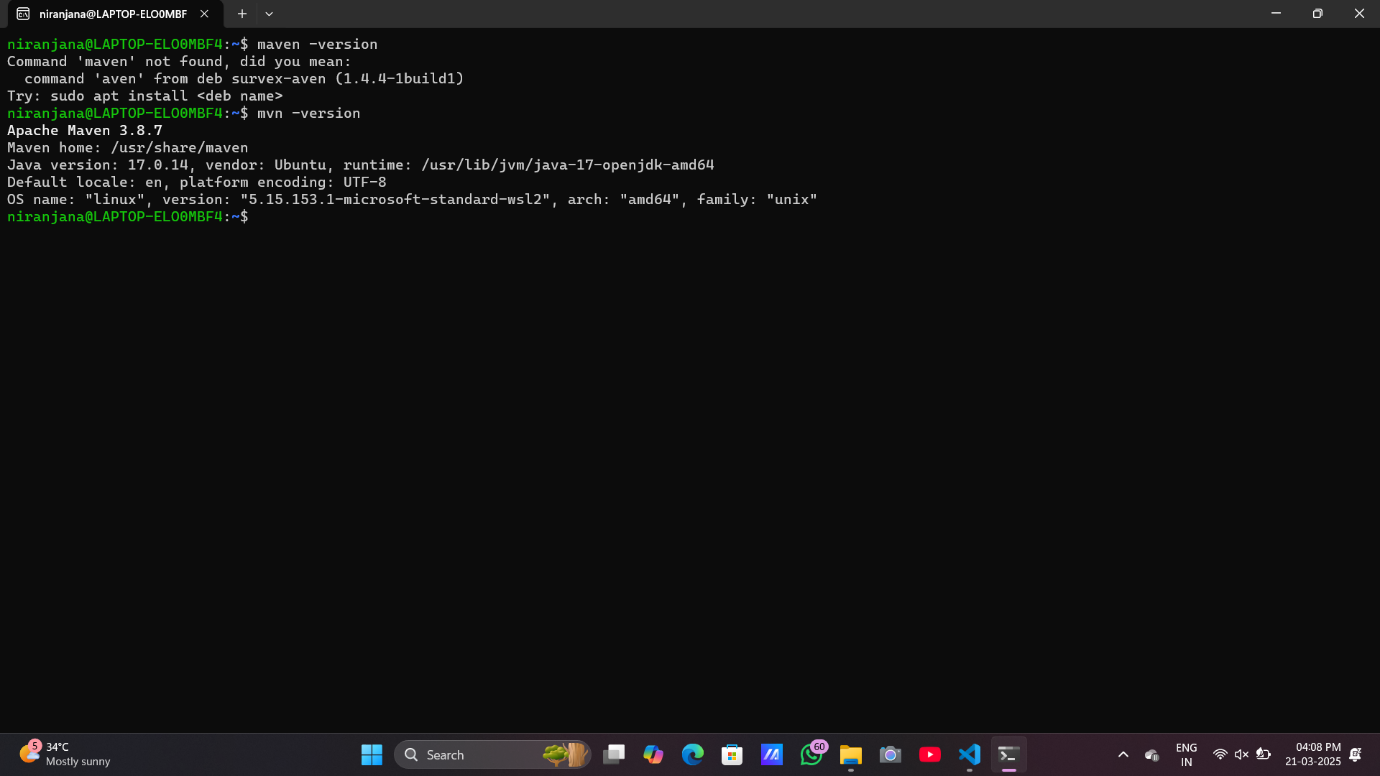 niranjana@LAPTOP-ELO0MBF
niranjana@LAPTOP-ELO0MBF4:~$ maven -version
Command 'maven' not found, did you mean:
  command 'aven' from deb survex-aven (1.4.4-1build1)
Try: sudo apt install <deb name>
niranjana@LAPTOP-ELO0MBF4:~$ mvn -version
Apache Maven 3.8.7
Maven home: /usr/share/maven
Java version: 17.0.14, vendor: Ubuntu, runtime: /usr/lib/jvm/java-17-openjdk-amd64
Default locale: en, platform encoding: UTF-8
OS name: "linux", version: "5.15.153.1-microsoft-standard-wsl2", arch: "amd64", family: "unix"
niranjana@LAPTOP-ELO0MBF4:~$
5
34°C
Mostly sunny
Search
60
ENG
IN
04:08 PM
21-03-2025